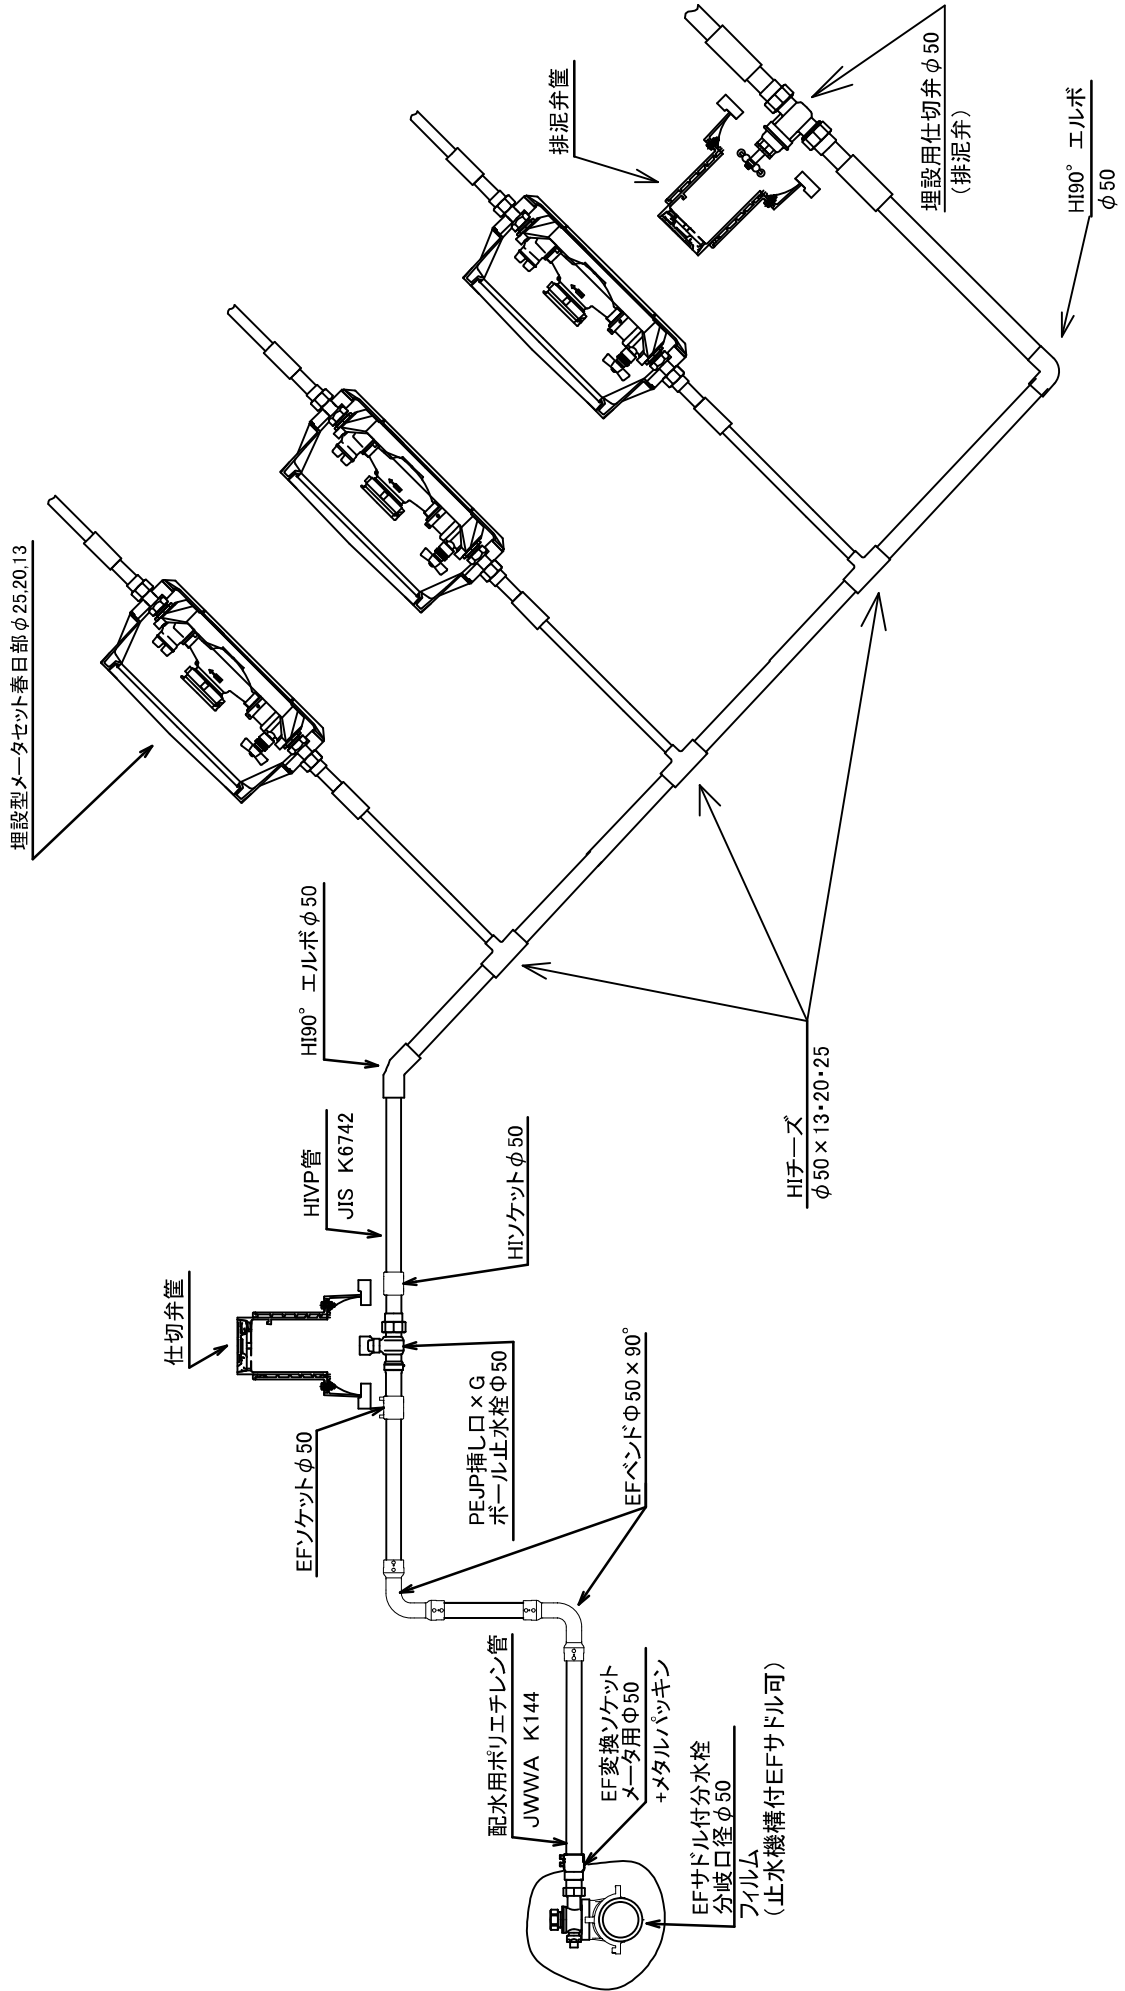 埋設型メータセット春日部φ25,20,13
排泥弁筐
埋設用仕切弁φ50
（排泥弁）
HI90° エルボ
φ50
HI90° エルボφ50
HIVP管
JIS K6742
HIソケットφ50
HIチーズ
φ50×13・20・25
仕切弁筐
EFソケットφ50
PEJP挿し口×G
ボール止水栓Φ50
EFベンドΦ50×90°
配水用ポリエチレン管
JWWA K144
EF変換ソケット
メータ用Φ50
+メタルパッキン
EFサドル付分水栓
分岐口径φ50
フィルム
（止水機構付EFサドル可）